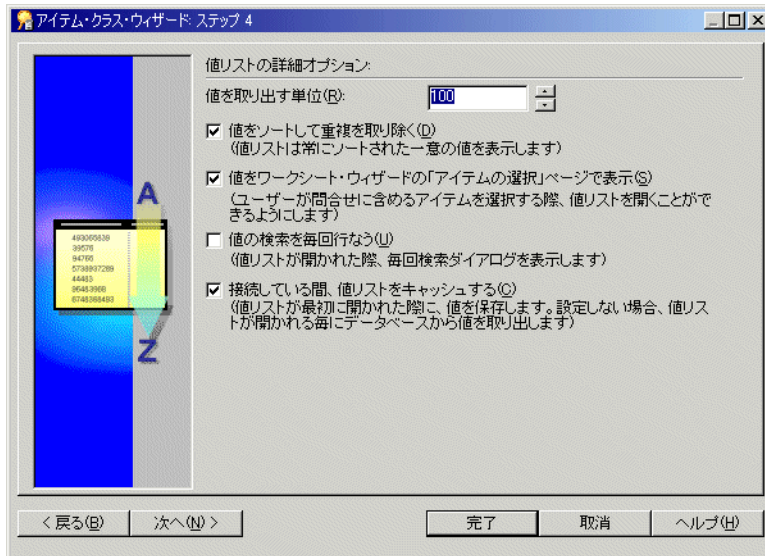 アイテム・クラス・ウィザード: ステップ 4
値リストの詳細オプション:
値を取り出す単位(R):
100
値をソートして重複を取り除く(D)
(値リストは常にソートされた一意の値を表示します)
値をワークシート・ウィザードの「アイテムの選択」ページで表示(S)
(ユーザーが問合せに含めるアイテムを選択する際、値リストを開くことがで
きるようにします)
値の検索を毎回行なう(U)
(値リストが開かれた際、毎回検索ダイアログを表示します)
接続している間、値リストをキャッシュする(C)
(値リストが最初に開かれた際に、値を保存します。設定しない場合、値リス
トが開かれる毎にデータベースから値を取り出します)
A
39576
94766
5738937289
44483
Z
< 戻る(B)
次へ(N) >
完了
取消
ヘルプ(H)